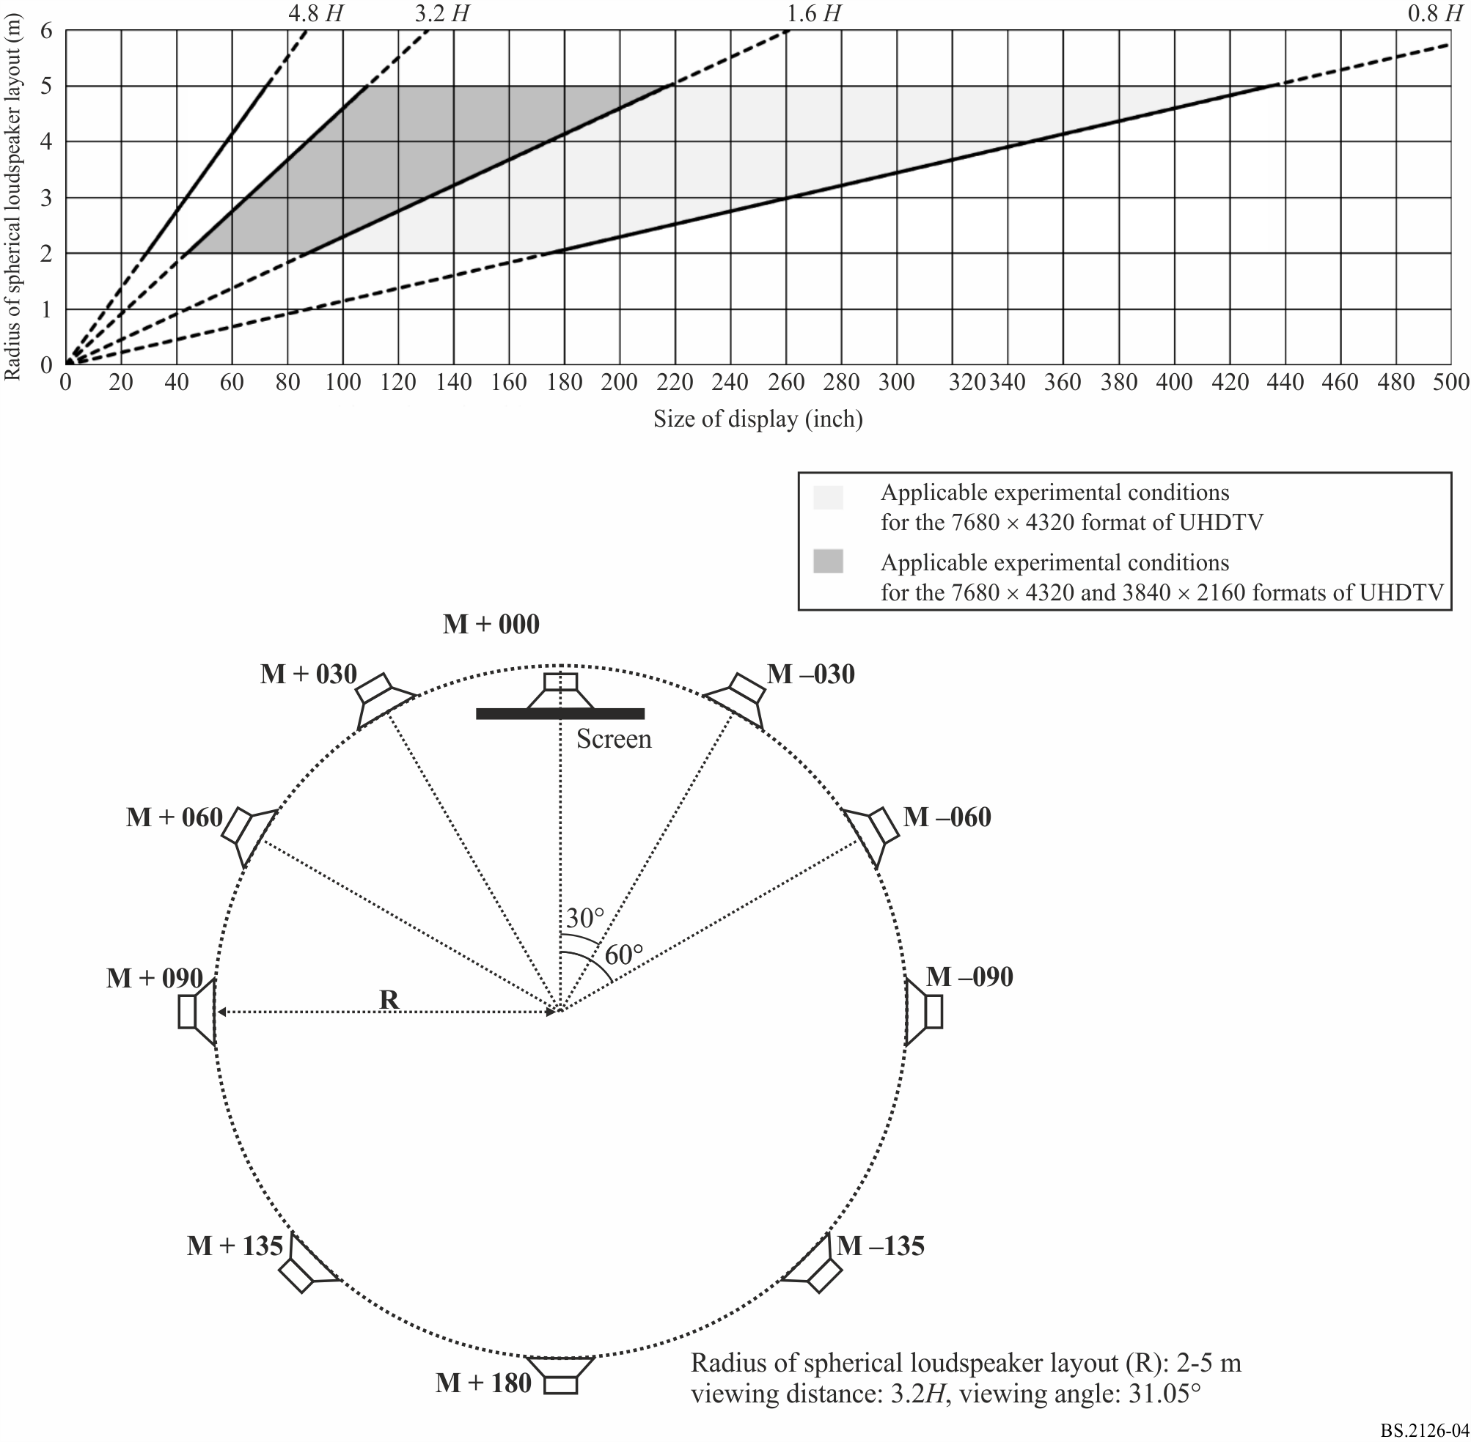 4.8 H 3.2 H 1.6 H 0.8 H
Radius of spherical loudspeaker layout (m)
6
5
4
3
2
1
0
0 20 40 60 80 100 120 140 160 180 200 220 240 260 280 300 320 340 360 380 400 420 440 460 480 500
Size of display (inch)
Applicable experimental conditions
for the 7680 × 4320 format of UHDTV
Applicable experimental conditions
for the 7680 × 4320 and 3840 × 2160 formats of UHDTV
M + 000
M + 030
M –030
Screen
M + 060
M –060
30°
60°
M + 090
M –090
R
M + 135
M –135
M + 180
Radius of spherical loudspeaker layout (R): 2-5 m
viewing distance: 3.2H, viewing angle: 31.05°
BS.2126-04